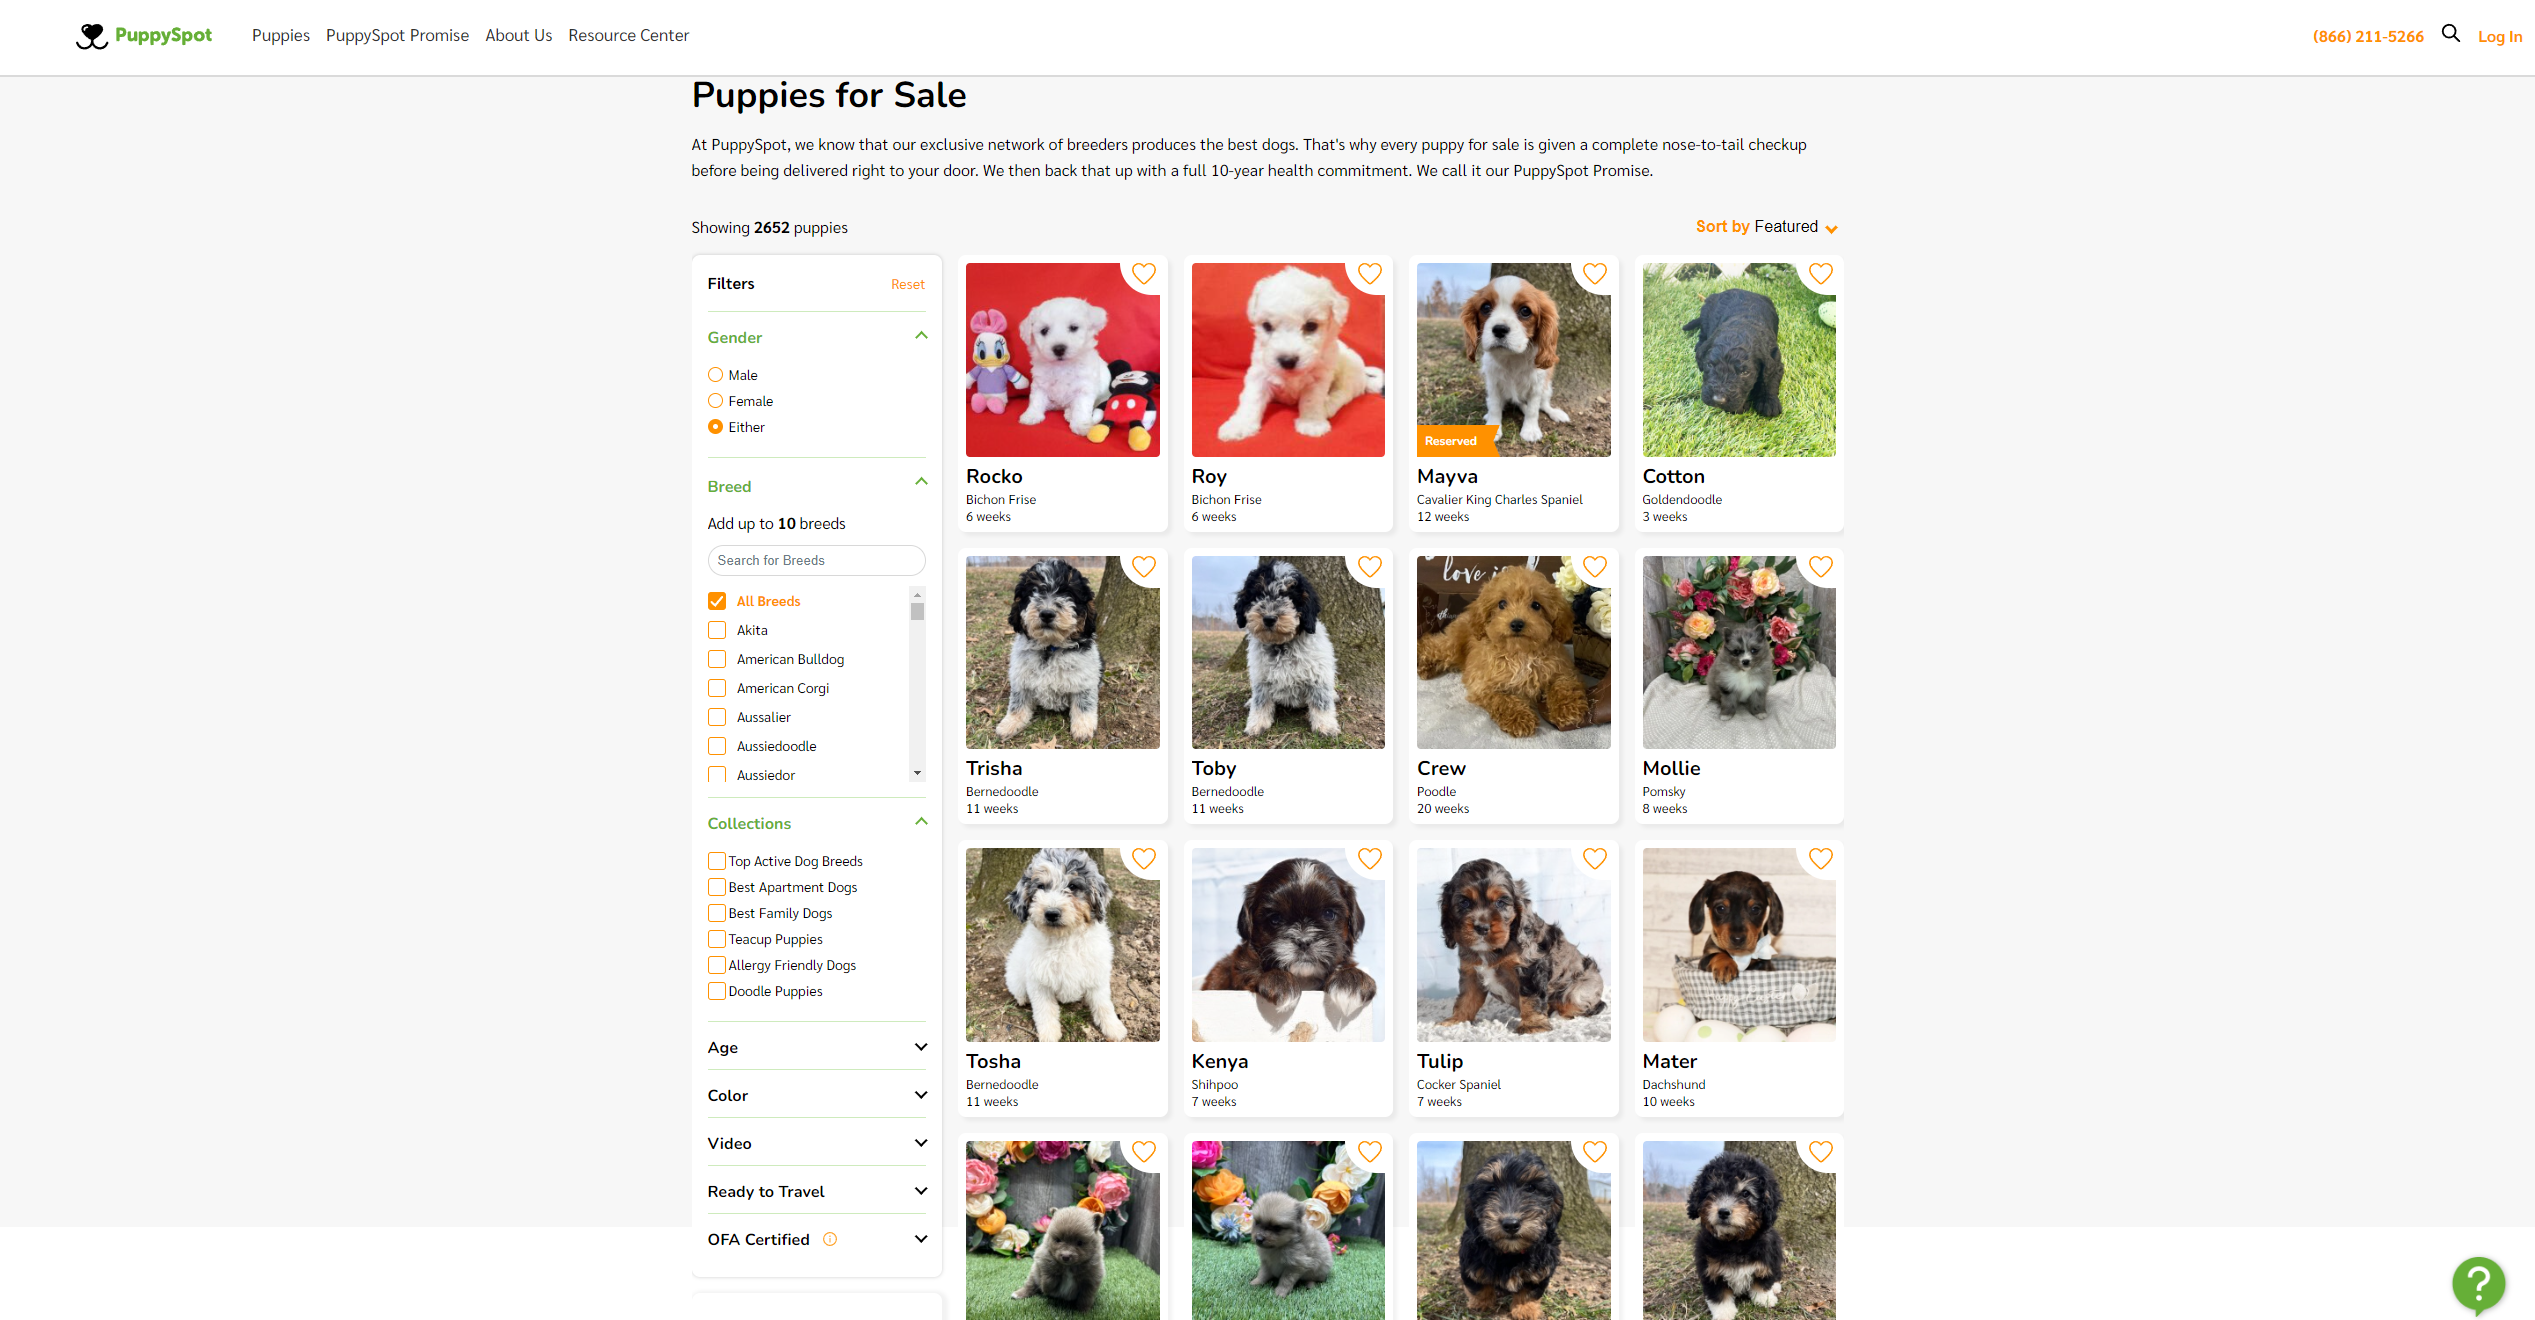 PuppySpot
Puppies PuppySpot Promise About Us Resource Center
(866) 211-5266 Log In
Puppies for Sale
At PuppySpot, we know that our exclusive network of breeders produces the best dogs. That's why every puppy for sale is given a complete nose-to-tail checkup
before being delivered right to your door. We then back that up with a full 10-year health commitment. We call it our PuppySpot Promise.
Showing 2652 puppies
Sort by Featured
Filters Reset
Gender
Male
Female
Either
Breed
Add up to 10 breeds
Search for Breeds
All Breeds
Akita
American Bulldog
American Corgi
Aussalier
Aussiedoodle
Aussiedor
Collections
Top Active Dog Breeds
Best Apartment Dogs
Best Family Dogs
Teacup Puppies
Allergy Friendly Dogs
Doodle Puppies
Age
Color
Video
Ready to Travel
OFA Certified
Rocko
Bichon Frise
6 weeks
Roy
Bichon Frise
6 weeks
Reserved
Mayva
Cavalier King Charles Spaniel
12 weeks
Cotton
Goldendoodle
3 weeks
Trisha
Bernedoodle
11 weeks
Toby
Bernedoodle
11 weeks
love is
Crew
Poodle
20 weeks
Mollie
Pomsky
8 weeks
Tosha
Bernedoodle
11 weeks
Kenya
Shihpoo
7 weeks
Tulip
Cocker Spaniel
7 weeks
Mater
Dachshund
10 weeks